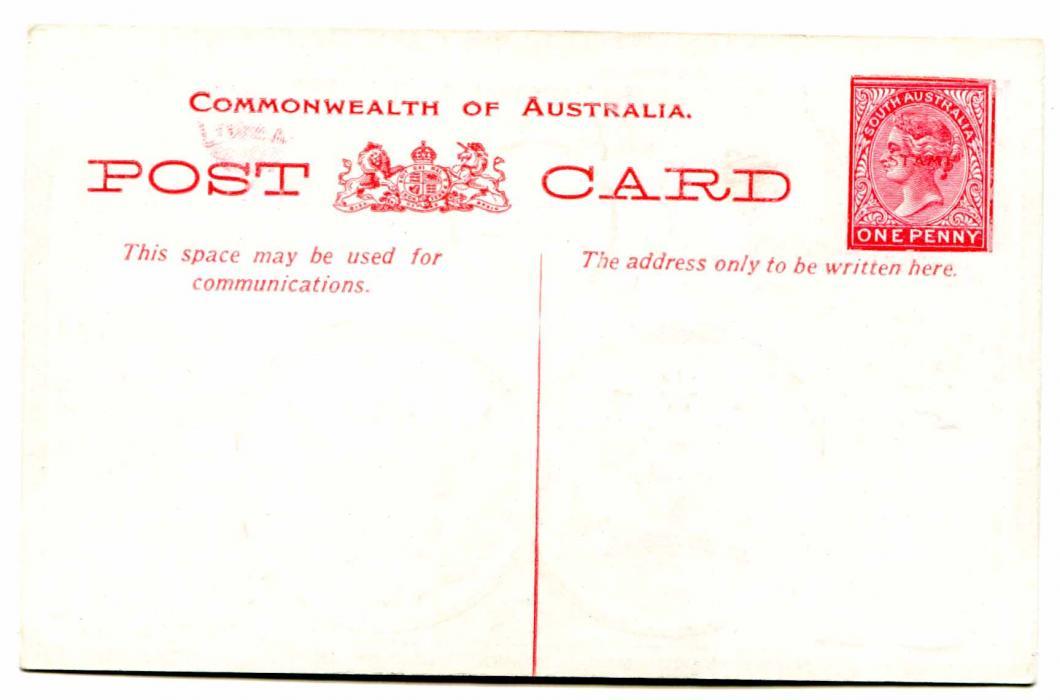 COMMONWEALTH OF AUSTRALIA.
POST CARD
SOUTH AUSTRALIA
TAMP
ONE PENNY
This space may be used for
communications.
The address only to be written here.